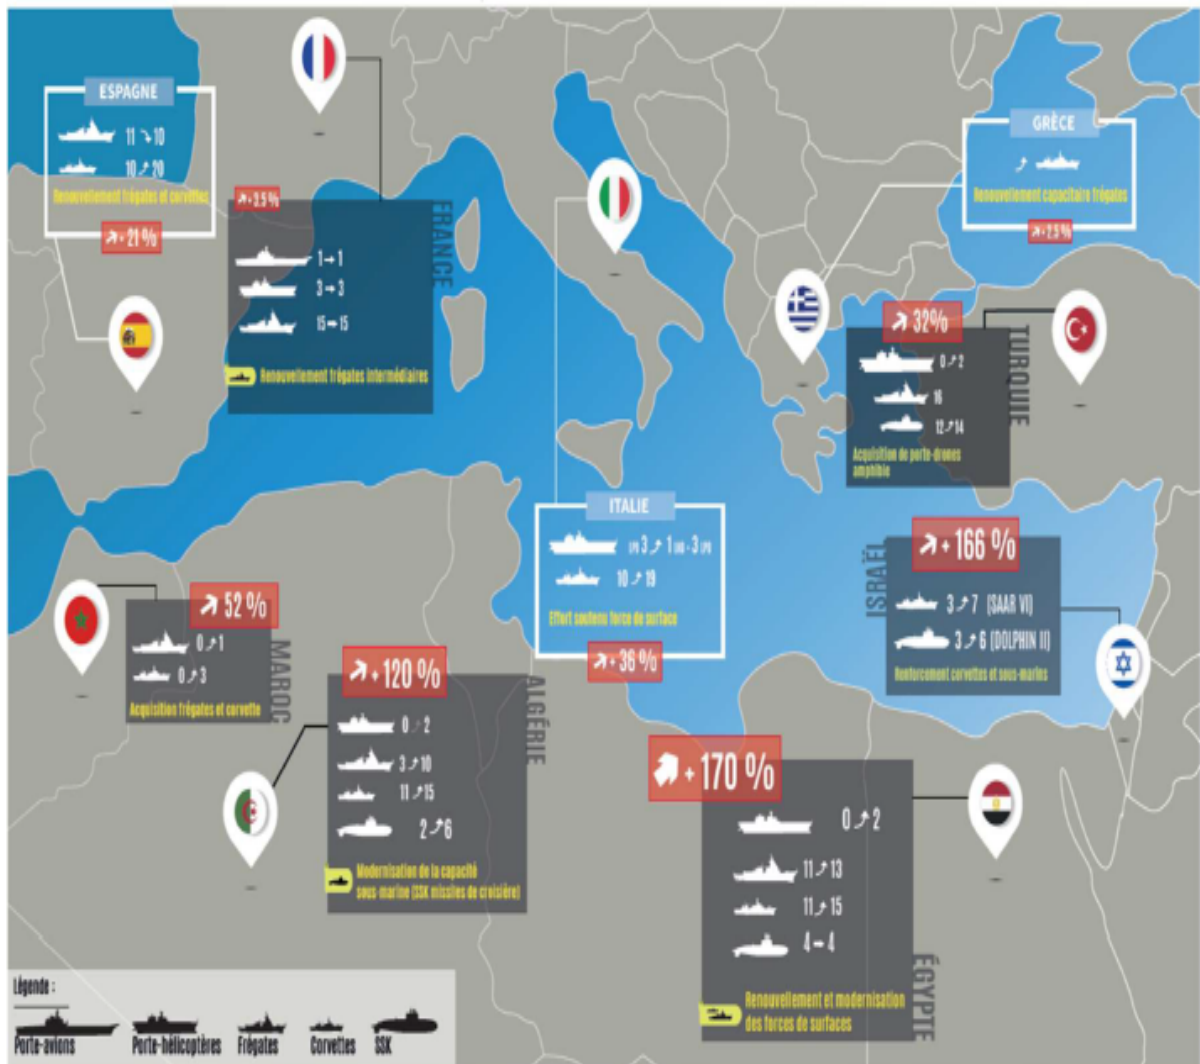 ESPAGNE
11 ↘ 10
10 ↗ 20
Renouvellement frégates et corvettes
+ 21 %
+ 3.5 %
FRANCE
1 → 1
3 → 3
15 → 15
Renouvellement frégates intermédiaires
GRÈCE
Renouvellement capacitaire frégates
+ 2.5 %
32%
TURQUIE
0 ↗ 2
16
12 ↗ 14
Acquisition de porte-drones
amphibie
ITALIE
3 ↗ 1 - 3
10 ↗ 19
Effort soutenu force de surface
+ 36 %
+ 166 %
ISRAËL
3 ↗ 7 (SAAR VI)
3 ↗ 6 (DOLPHIN II)
Renforcement corvettes et sous-marins
52 %
MAROC
0 ↗ 1
0 ↗ 3
Acquisition frégates et corvette
+ 120 %
ALGÉRIE
0 ↗ 2
3 ↗ 10
11 ↗ 15
2 ↗ 6
Modernisation de la capacité
sous-marine (SSK missiles de croisière)
+ 170 %
ÉGYPTE
0 ↗ 2
11 ↗ 13
11 ↗ 15
4 → 4
Renouvellement et modernisation
des forces de surfaces
Légende :
Porte-avions
Porte-hélicoptères
Frégates
Corvettes
SSK